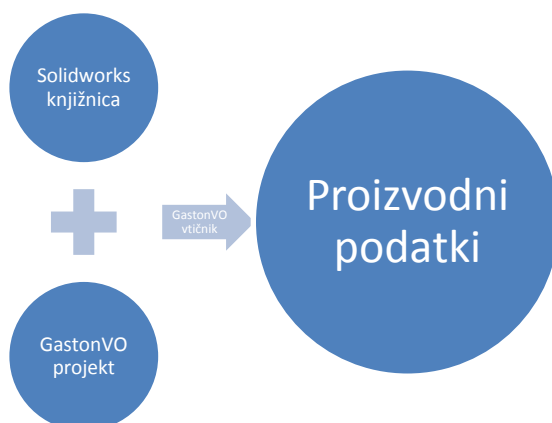 Solidworks
knjižnica
GastonVO
vtičnik
Proizvodni
podatki
GastonVO
projekt